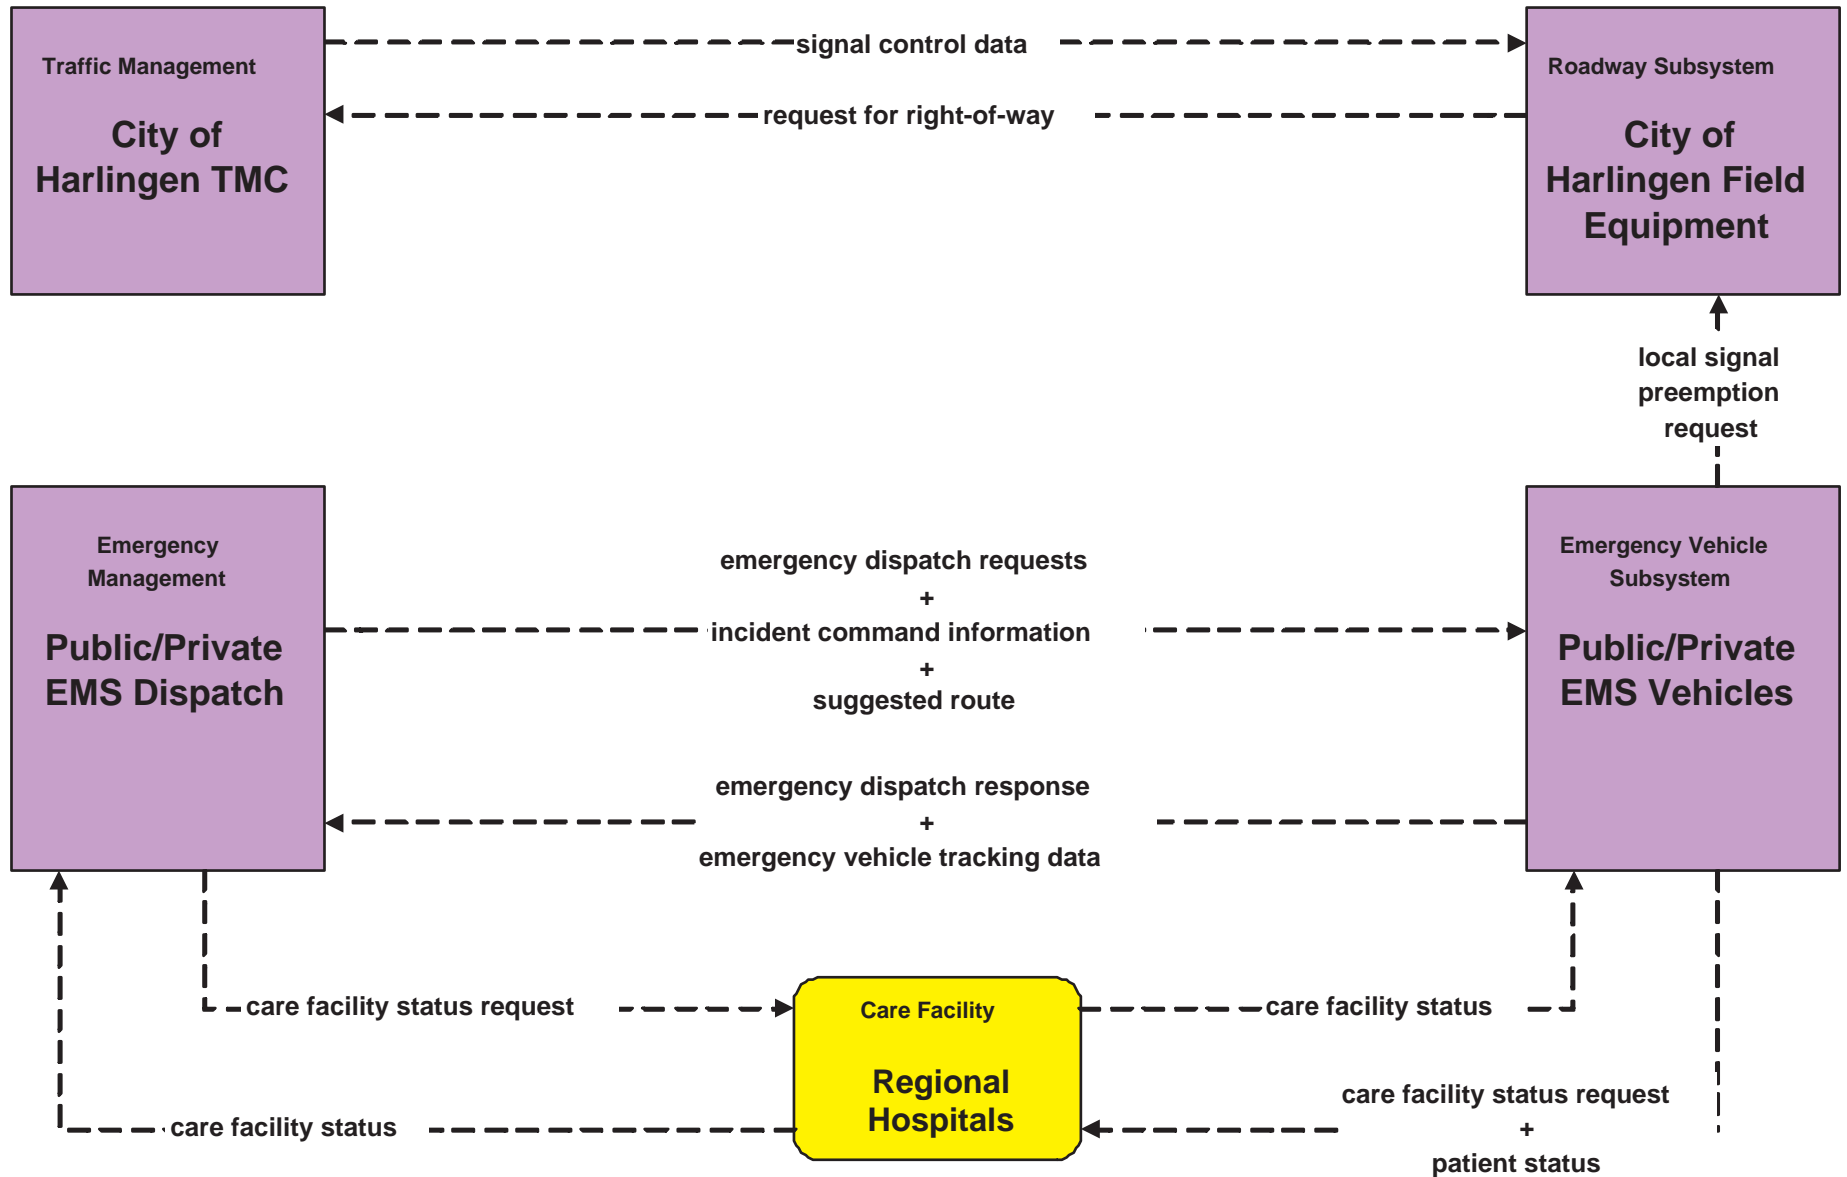 Traffic Management
City of
Harlingen TMC
signal control data
request for right-of-way
Roadway Subsystem
City of
Harlingen Field
Equipment
local signal
preemption
request
Emergency
Management
Public/Private
EMS Dispatch
emergency dispatch requests
+
incident command information
+
suggested route
emergency dispatch response
+
emergency vehicle tracking data
Emergency Vehicle
Subsystem
Public/Private
EMS Vehicles
care facility status request
care facility status
Care Facility
Regional
Hospitals
care facility status
care facility status request
+
patient status